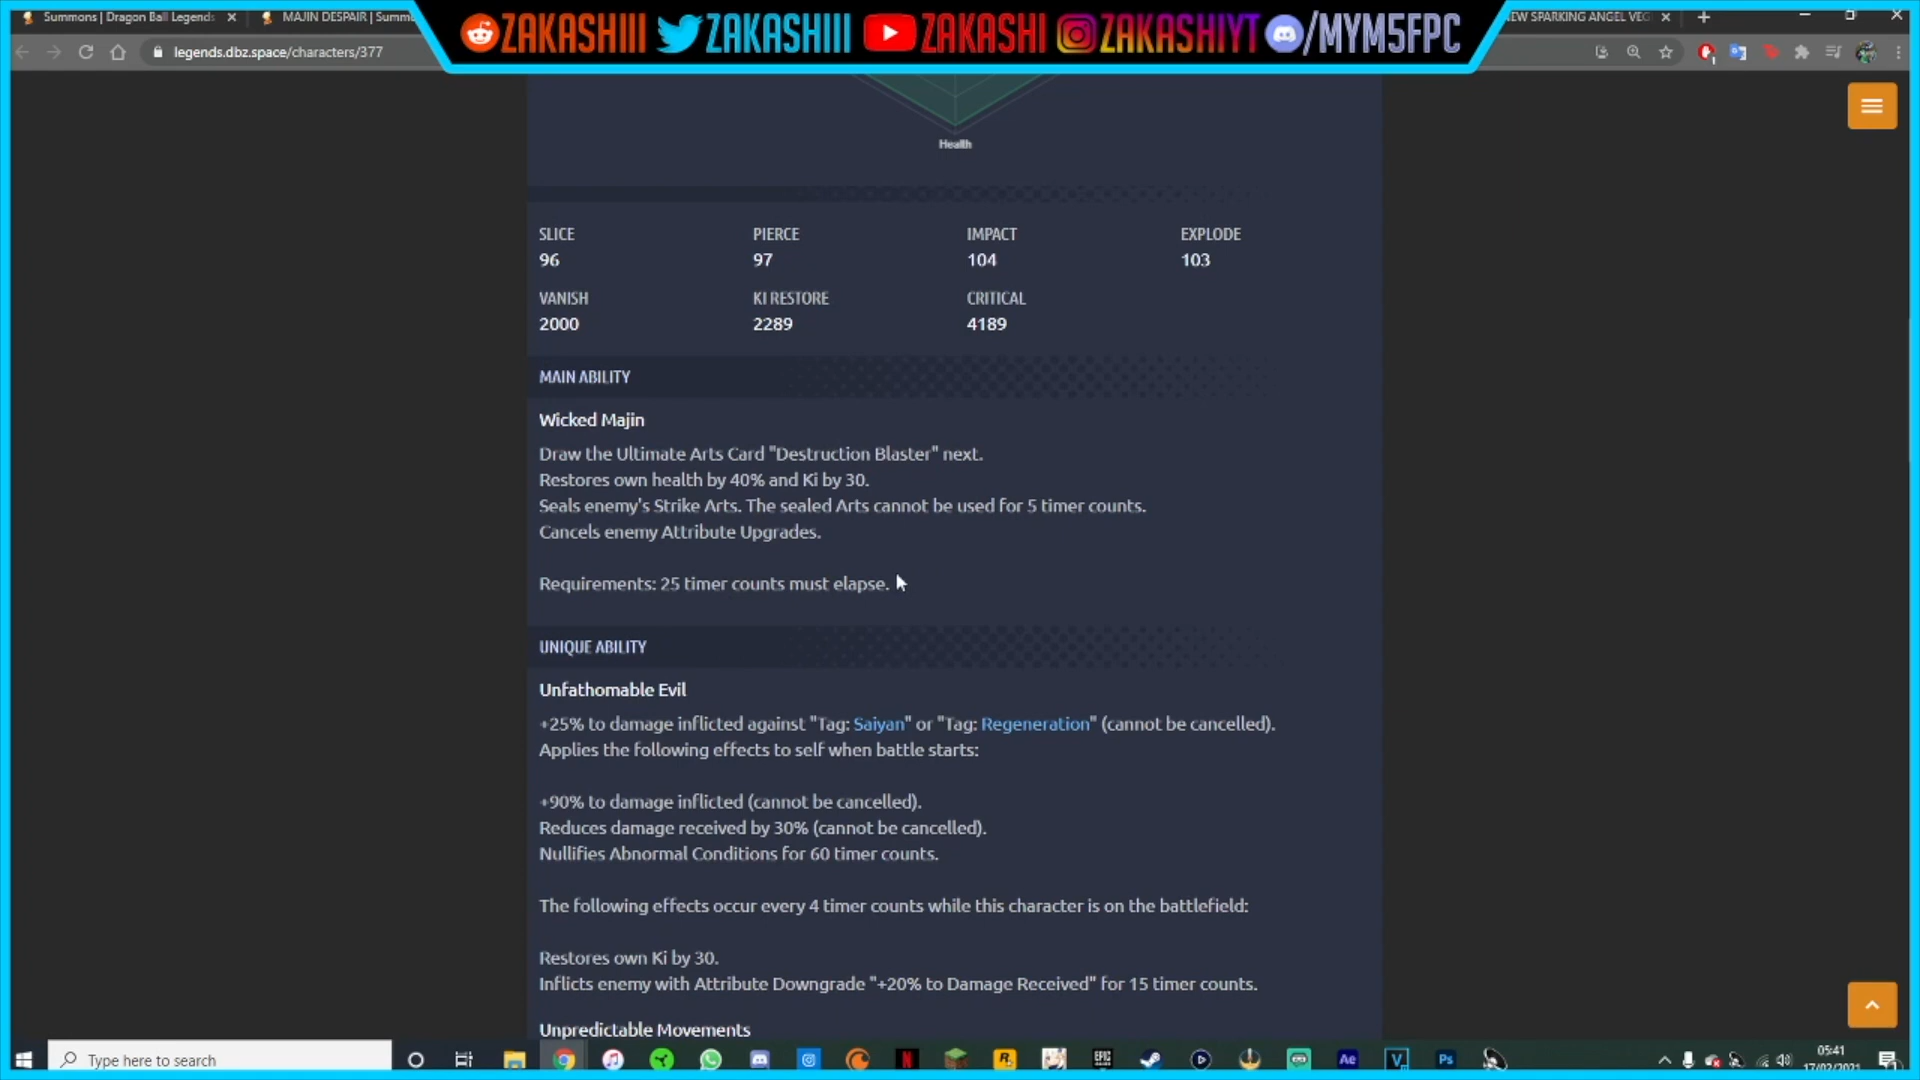 Summons | Dragon Ball Legends
MAJIN DESPAIR | Summ
ZAKASHIII ZAKASHIII ZAKASHI ZAKASHIYT /MYM5FPC
EW SPARKING ANGEL VEG
legends.dbz.space/characters/377
Health
SLICE PIERCE IMPACT EXPLODE
96 97 104 103
VANISH KI RESTORE CRITICAL
2000 2289 4189
MAIN ABILITY
Wicked Majin
Draw the Ultimate Arts Card "Destruction Blaster" next.
Restores own health by 40% and Ki by 30.
Seals enemy's Strike Arts. The sealed Arts cannot be used for 5 timer counts.
Cancels enemy Attribute Upgrades.
Requirements: 25 timer counts must elapse.
UNIQUE ABILITY
Unfathomable Evil
+25% to damage inflicted against "Tag: Saiyan" or "Tag: Regeneration" (cannot be cancelled).
Applies the following effects to self when battle starts:
+90% to damage inflicted (cannot be cancelled).
Reduces damage received by 30% (cannot be cancelled).
Nullifies Abnormal Conditions for 60 timer counts.
The following effects occur every 4 timer counts while this character is on the battlefield:
Restores own Ki by 30.
Inflicts enemy with Attribute Downgrade "+20% to Damage Received" for 15 timer counts.
Unpredictable Movements
Type here to search
05:41
17/02/2021